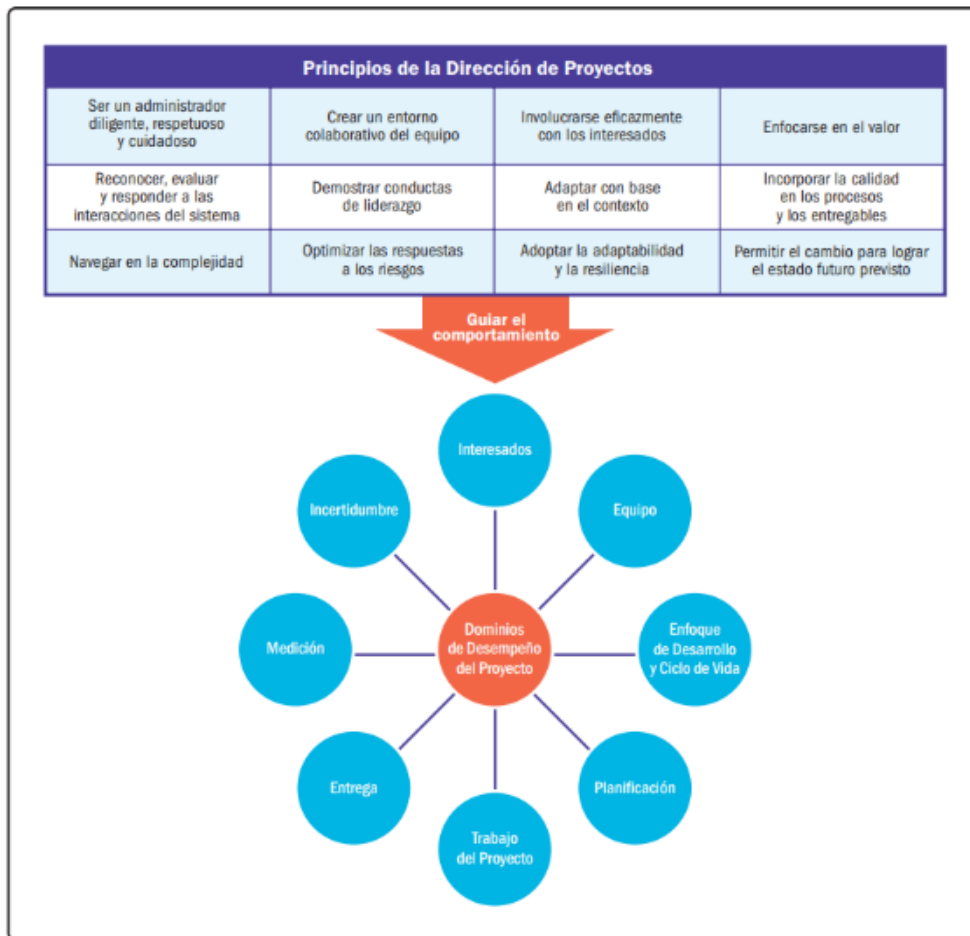 Principios de la Dirección de Proyectos
Ser un administrador
diligente, respetuoso
y cuidadoso
Crear un entorno
colaborativo del equipo
Involucrarse eficazmente
con los interesados
Enfocarse en el valor
Reconocer, evaluar
y responder a las
interacciones del sistema
Demostrar conductas
de liderazgo
Adaptar con base
en el contexto
Incorporar la calidad
en los procesos
y los entregables
Navegar en la complejidad
Optimizar las respuestas
a los riesgos
Adoptar la adaptabilidad
y la resiliencia
Permitir el cambio para lograr
el estado futuro previsto
Guiar el
comportamiento
Interesados
Incertidumbre
Equipo
Medición
Dominios
de Desempeño
del Proyecto
Enfoque
de Desarrollo
y Ciclo de Vida
Entrega
Planificación
Trabajo
del Proyecto